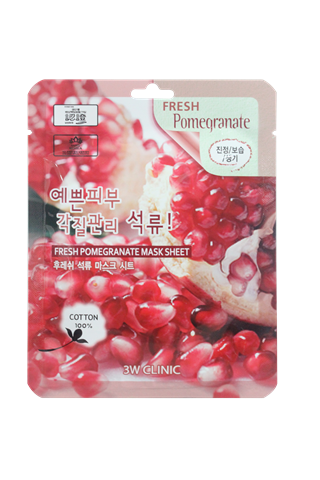 FRESH
Pomegranate
진정/보습
/윤기
예쁜피부
각질관리 석류!
FRESH POMEGRANATE MASK SHEET
후레쉬 석류 마스크 시트
COTTON
100%
3W CLINIC